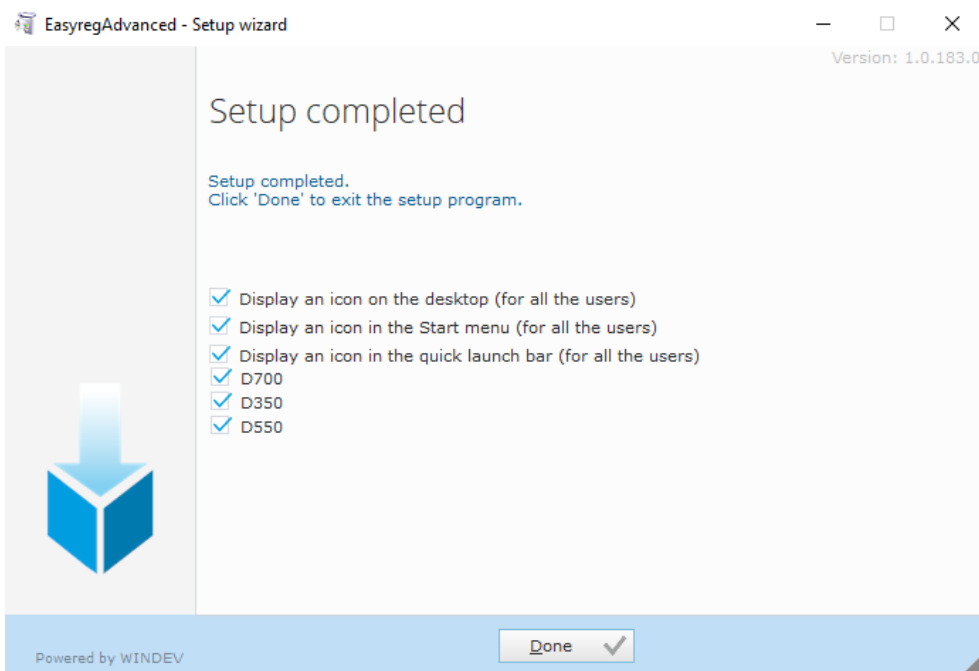 EasyregAdvanced - Setup wizard
Version: 1.0.183.0
Setup completed
Setup completed.
Click 'Done' to exit the setup program.
Display an icon on the desktop (for all the users)
Display an icon in the Start menu (for all the users)
Display an icon in the quick launch bar (for all the users)
D700
D350
D550
Done
Powered by WINDEV